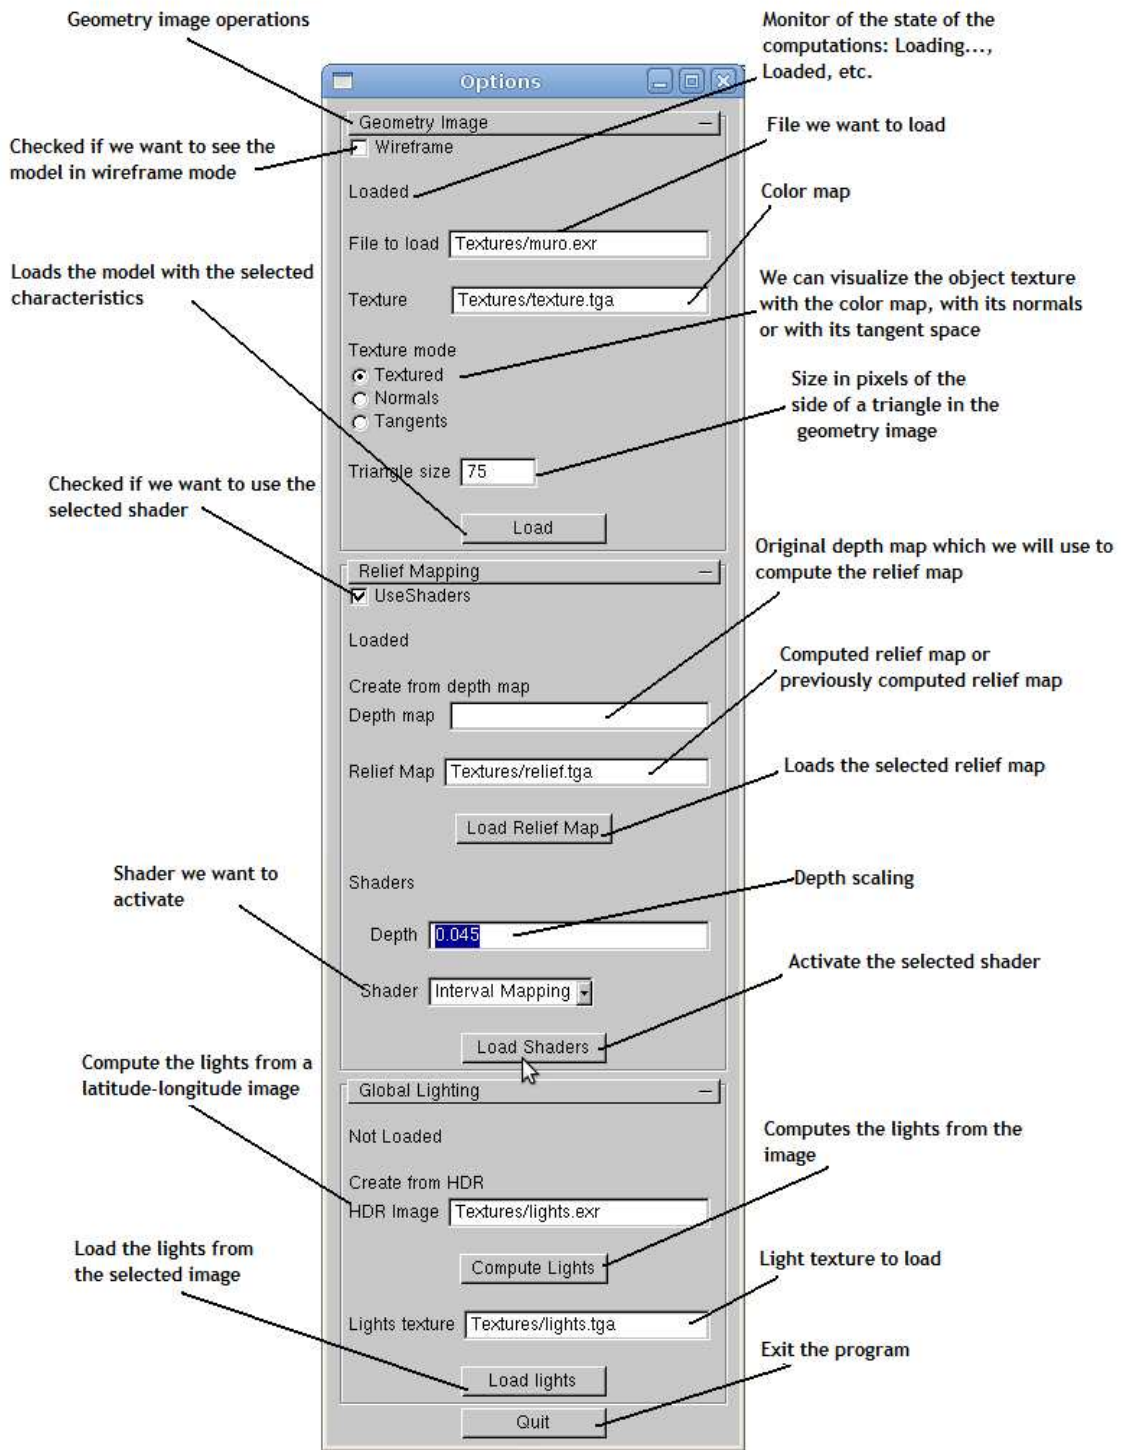 Geometry image operations
Monitor of the state of the
computations: Loading...,
Loaded, etc.
Options
Geometry Image
File we want to load
Checked if we want to see the
model in wireframe mode
Wireframe
Loaded
Color map
File to load Textures/muro.exr
Loads the model with the selected
characteristics
We can visualize the object texture
with the color map, with its normals
or with its tangent space
Texture Textures/texture.tga
Texture mode
Textured
Normals
Tangents
Size in pixels of the
side of a triangle in the
geometry image
Triangle size 75
Checked if we want to use the
selected shader
Load
Original depth map which we will use to
compute the relief map
Relief Mapping
UseShaders
Loaded
Computed relief map or
previously computed relief map
Create from depth map
Depth map
Relief Map Textures/relief.tga
Loads the selected relief map
Load Relief Map
Shader we want to
activate
Shaders
Depth scaling
Depth 0.045
Activate the selected shader
Shader Interval Mapping
Load Shaders
Compute the lights from a
latitude-longitude image
Global Lighting
Not Loaded
Computes the lights from the
image
Create from HDR
HDR Image Textures/lights.exr
Load the lights from
the selected image
Compute Lights
Light texture to load
Lights texture Textures/lights.tga
Exit the program
Load lights
Quit